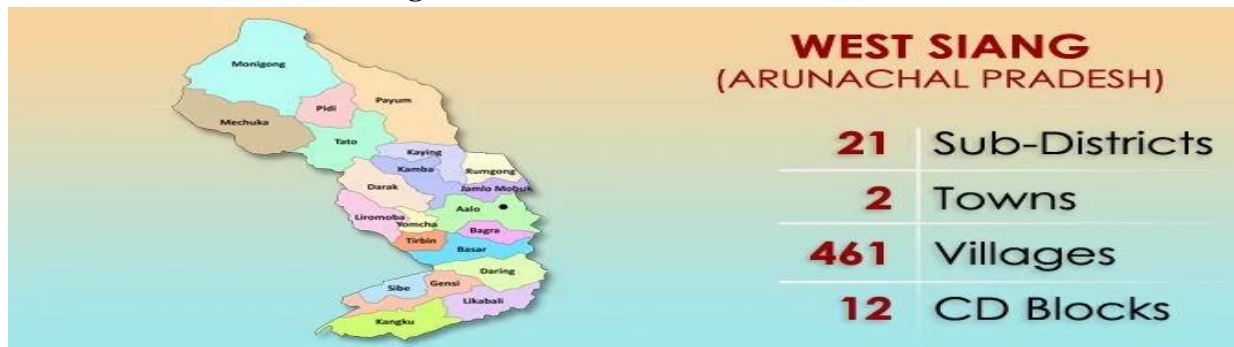 Monigong
Payum
Pidi
Mechuka
Tato
Kaying
Kamba
Rumgong
Darak
Jamlo Mobuk
Aalo
Liromoba
Yomcha
Bagra
Tirbin
Basar
Daring
Gensi
Sibe
Likabali
Kangku
WEST SIANG
(ARUNACHAL PRADESH)
21 Sub-Districts
2 Towns
461 Villages
12 CD Blocks